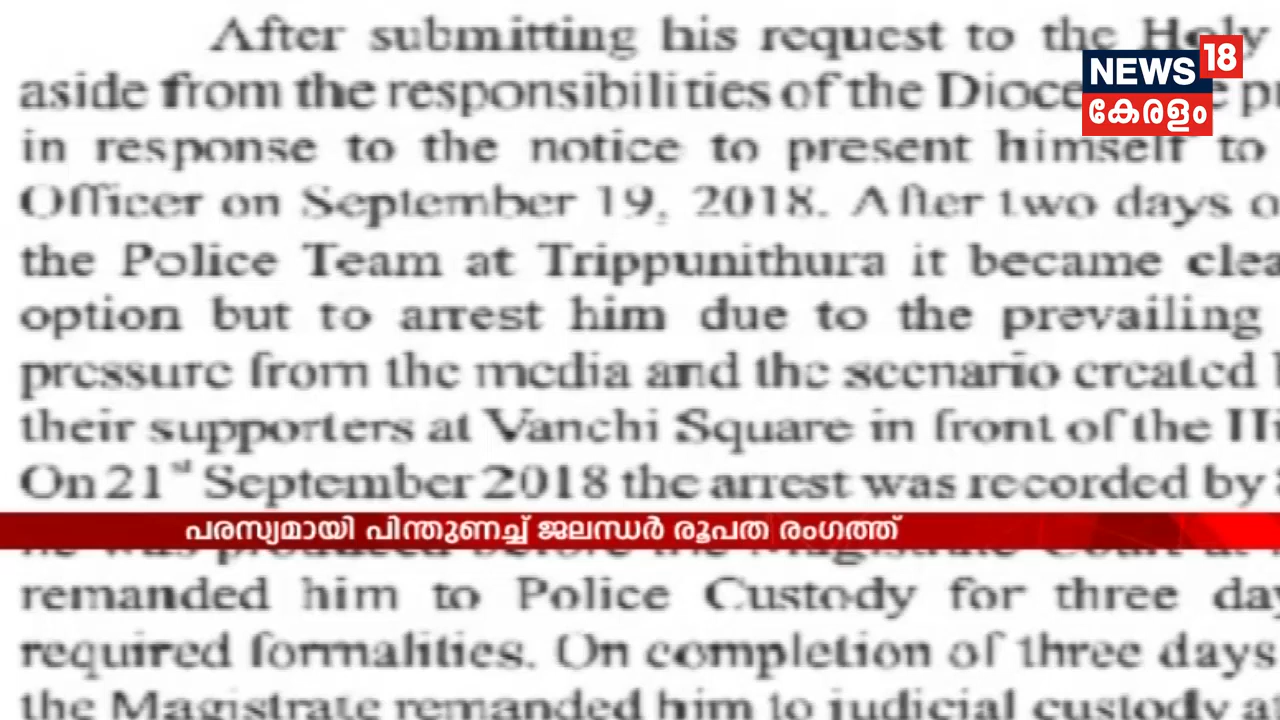 After submitting his request to the Holy
aside from the responsibilities of the
in response to the notice to present himself to
Officer on September 19, 2018. After two days
the Police Team at Trippunithura it became
option but to arrest him due to the prevailing
pressure from the media and the scenario created
their supporters at Vanchi Square in front of the
On 21st September 2018 the arrest was recorded by
പരസ്യമായി പിന്തുണച്ച് ജലന്ധർ രൂപത രംഗത്ത്
remanded him to Police Custody for three
required formalities. On completion of three days
the Magistrate remanded him to judicial custody
NEWS 18
കേരളം